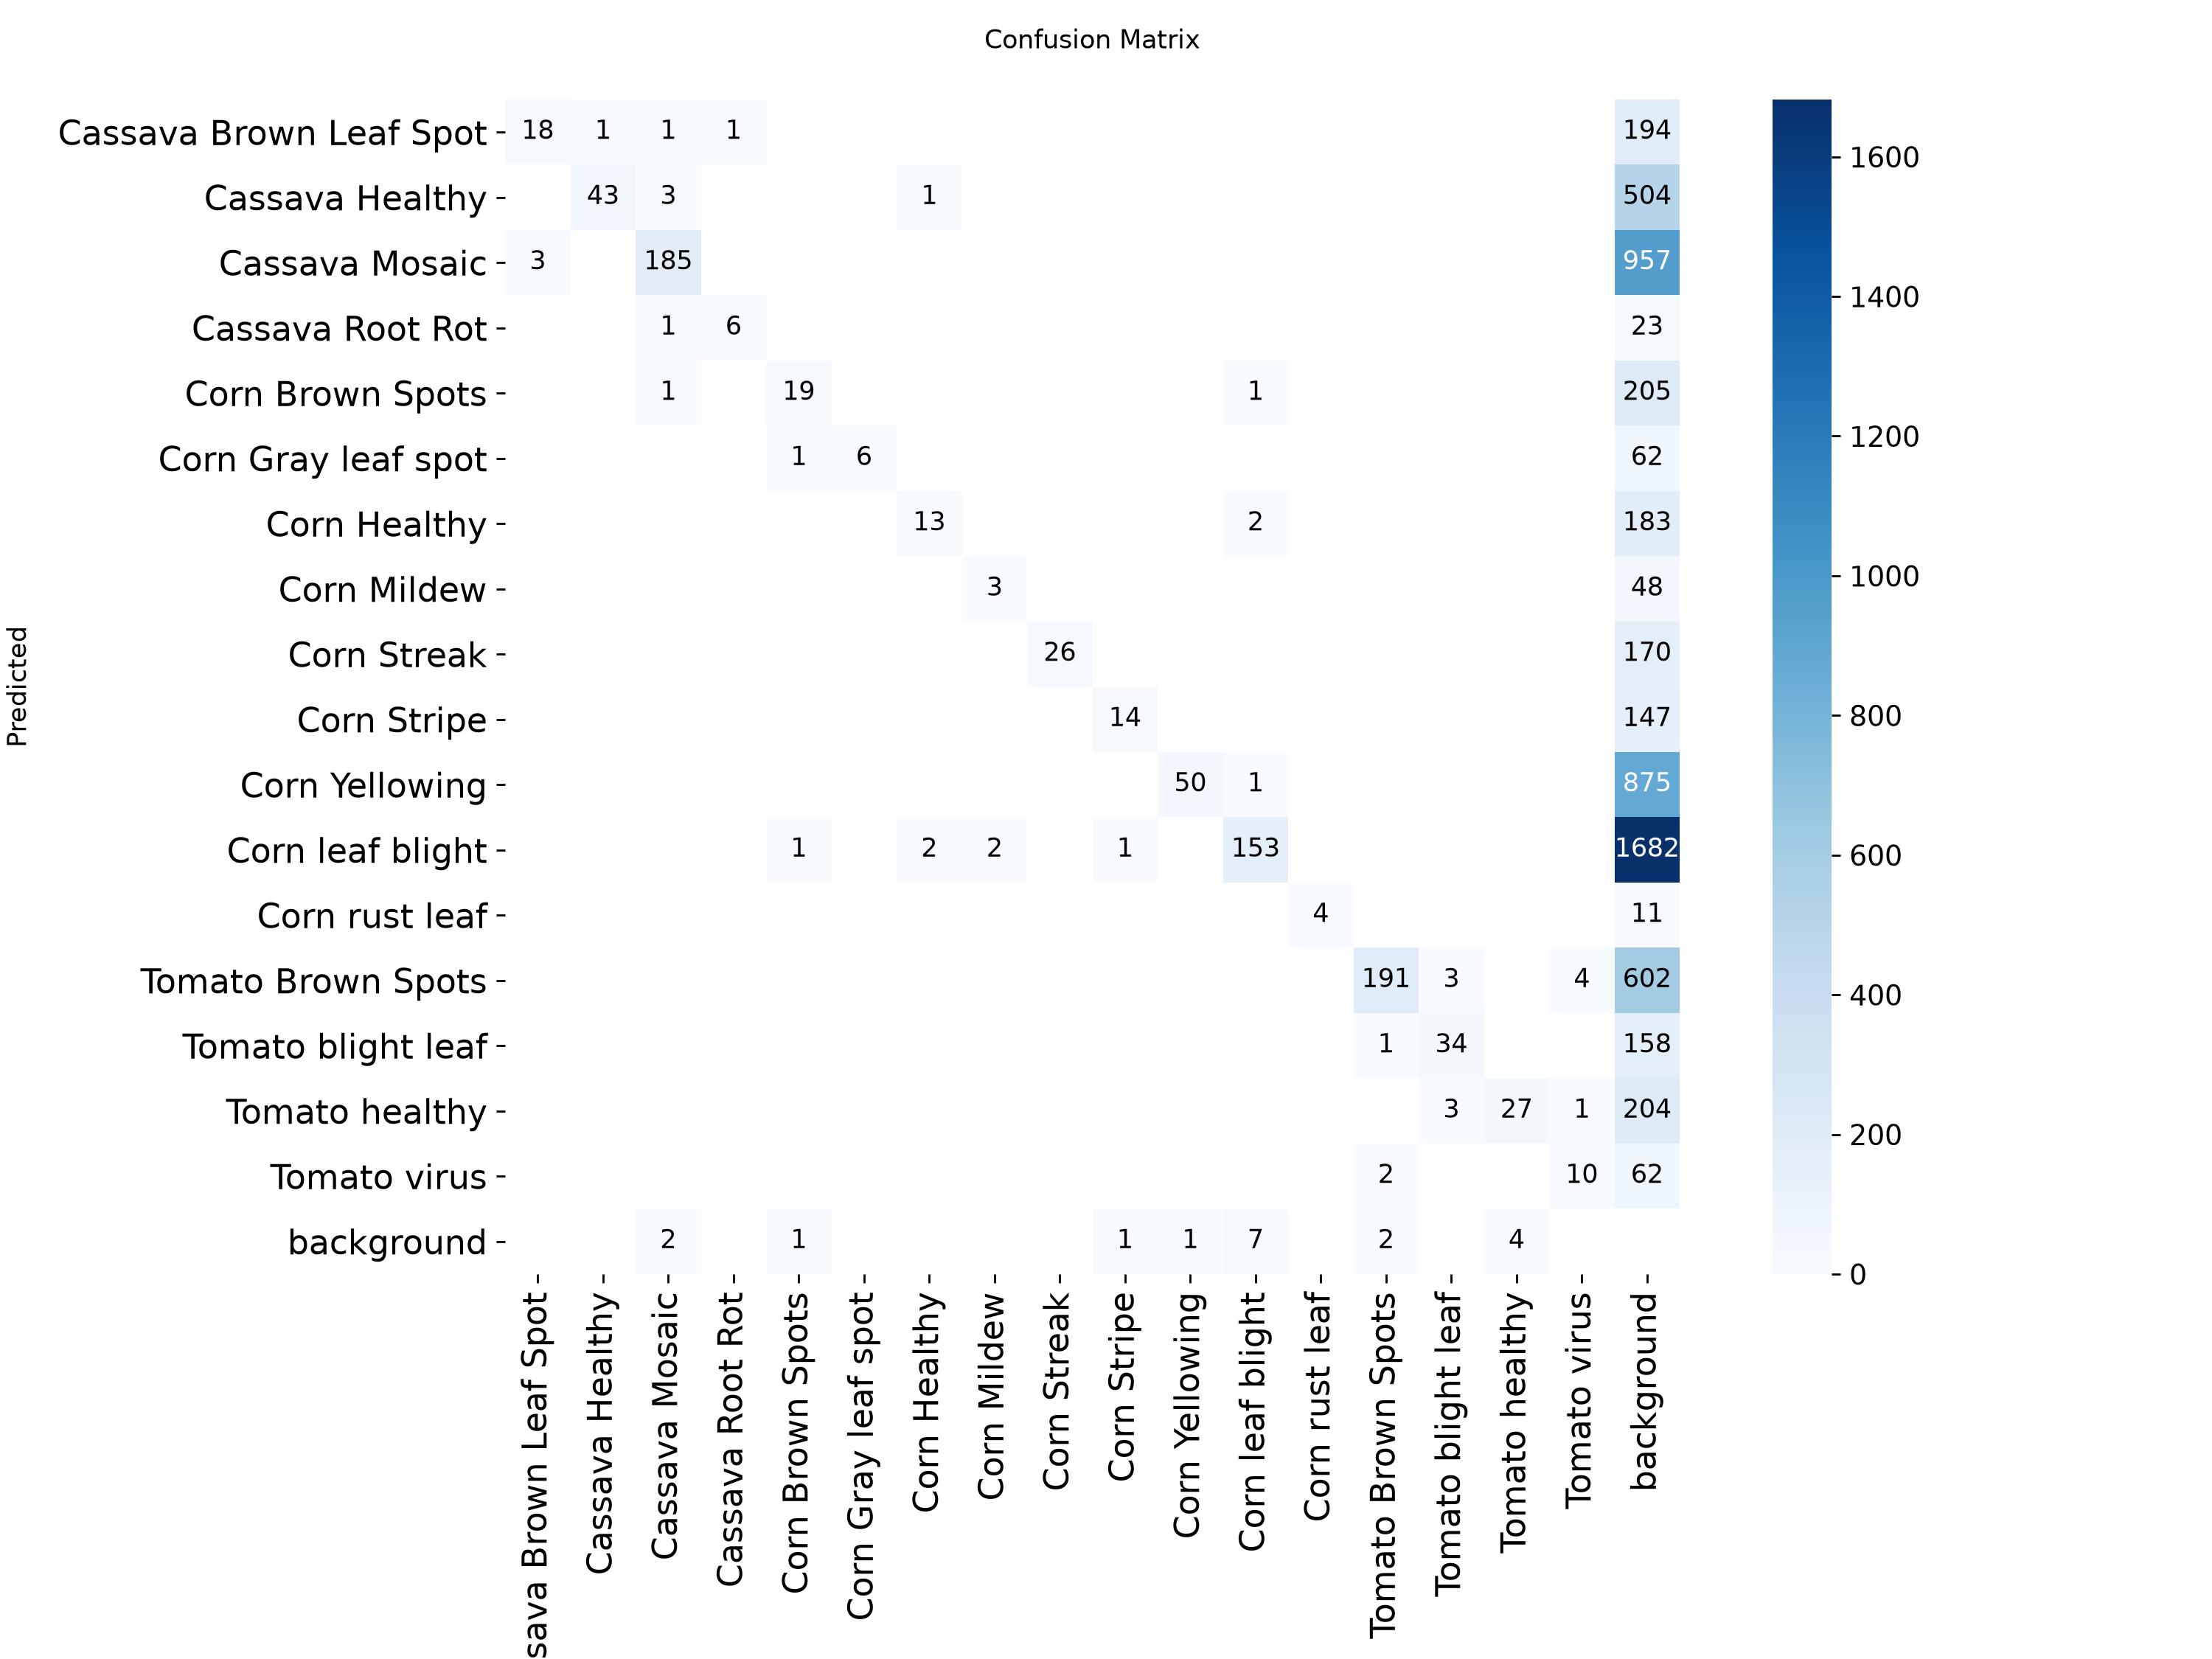 Confusion Matrix
Predicted
Cassava Brown Leaf Spot 18 1 1 1 194
Cassava Healthy 43 3 1 504
Cassava Mosaic 3 185 957
Cassava Root Rot 1 6 23
Corn Brown Spots 1 19 1 205
Corn Gray leaf spot 1 6 62
Corn Healthy 13 2 183
Corn Mildew 3 48
Corn Streak 26 170
Corn Stripe 14 147
Corn Yellowing 50 1 875
Corn leaf blight 1 2 2 1 153 1682
Corn rust leaf 4 11
Tomato Brown Spots 191 3 4 602
Tomato blight leaf 1 34 158
Tomato healthy 3 27 1 204
Tomato virus 2 10 62
background 2 1 1 1 7 2 4
sava Brown Leaf Spot
Cassava Healthy
Cassava Mosaic
Cassava Root Rot
Corn Brown Spots
Corn Gray leaf spot
Corn Healthy
Corn Mildew
Corn Streak
Corn Stripe
Corn Yellowing
Corn leaf blight
Corn rust leaf
Tomato Brown Spots
Tomato blight leaf
Tomato healthy
Tomato virus
background
1600
1400
1200
1000
800
600
400
200
0